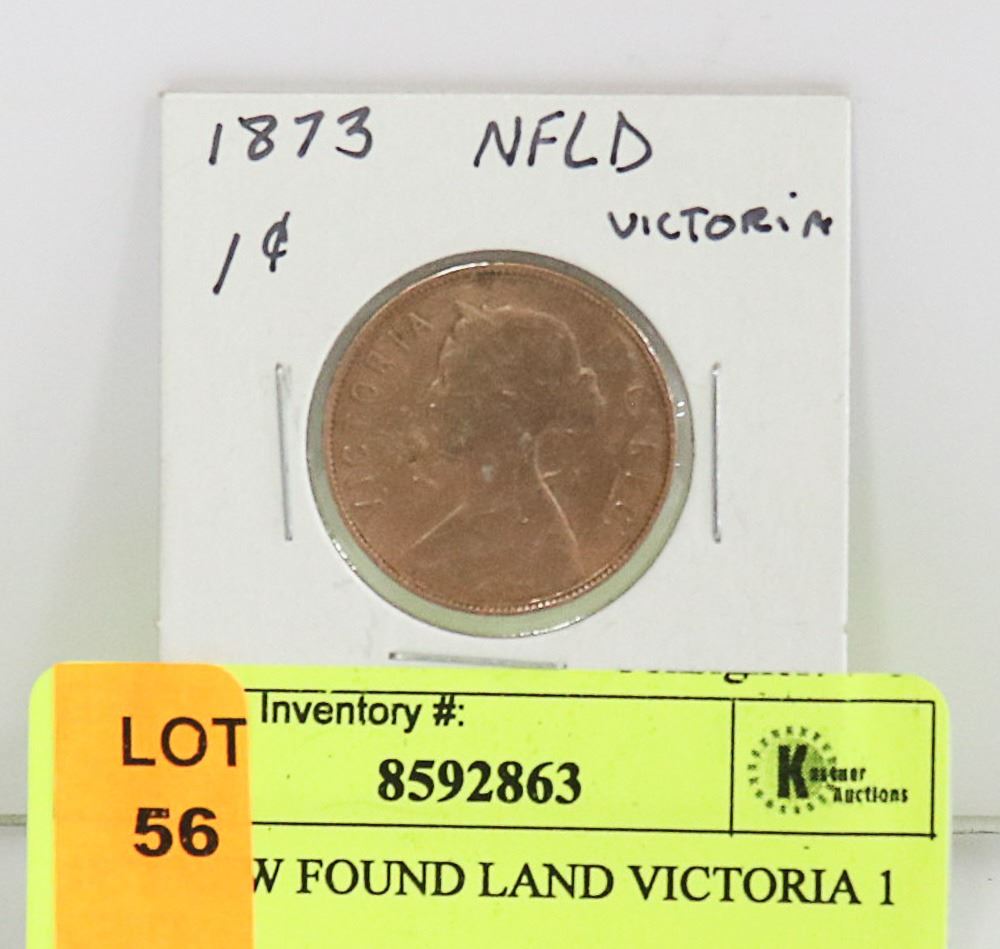 1873 NFLD
1¢ VICTORIA
VICTORIA
LOT
56
Inventory #:
8592863
Kastner
Auctions
W FOUND LAND VICTORIA 1